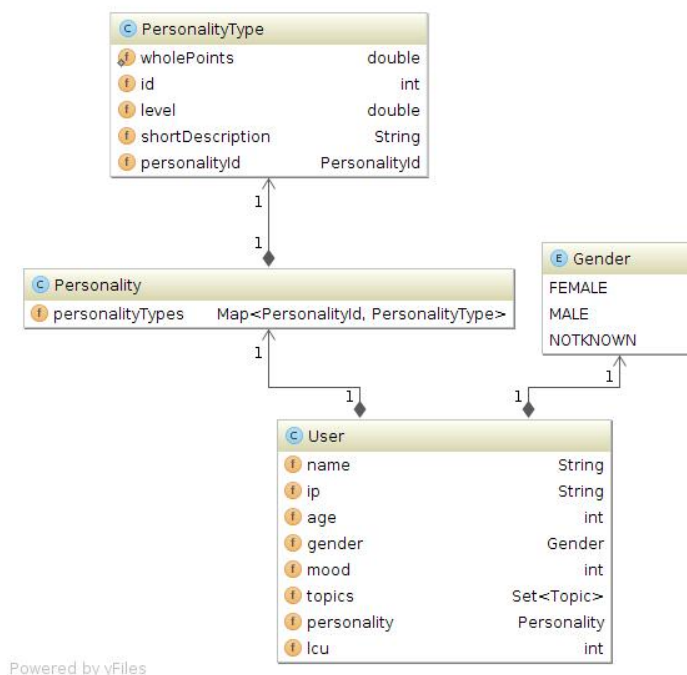 C PersonalityType
f wholePoints double
f id int
f level double
f shortDescription String
f personalityId PersonalityId
1
1
C Personality
f personalityTypes Map<PersonalityId, PersonalityType>
E Gender
FEMALE
MALE
NOTKNOWN
1
1
1
1
C User
f name String
f ip String
f age int
f gender Gender
f mood int
f topics Set<Topic>
f personality Personality
f lcu int
Powered by yFiles